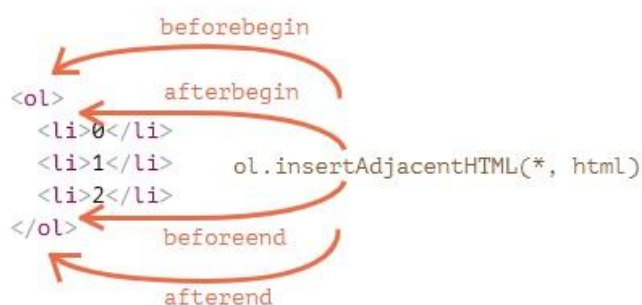 beforebegin
<ol>
afterbegin
<li>0</li>
<li>1</li>
ol.insertAdjacentHTML(*, html)
<li>2</li>
</ol>
beforeend
afterend